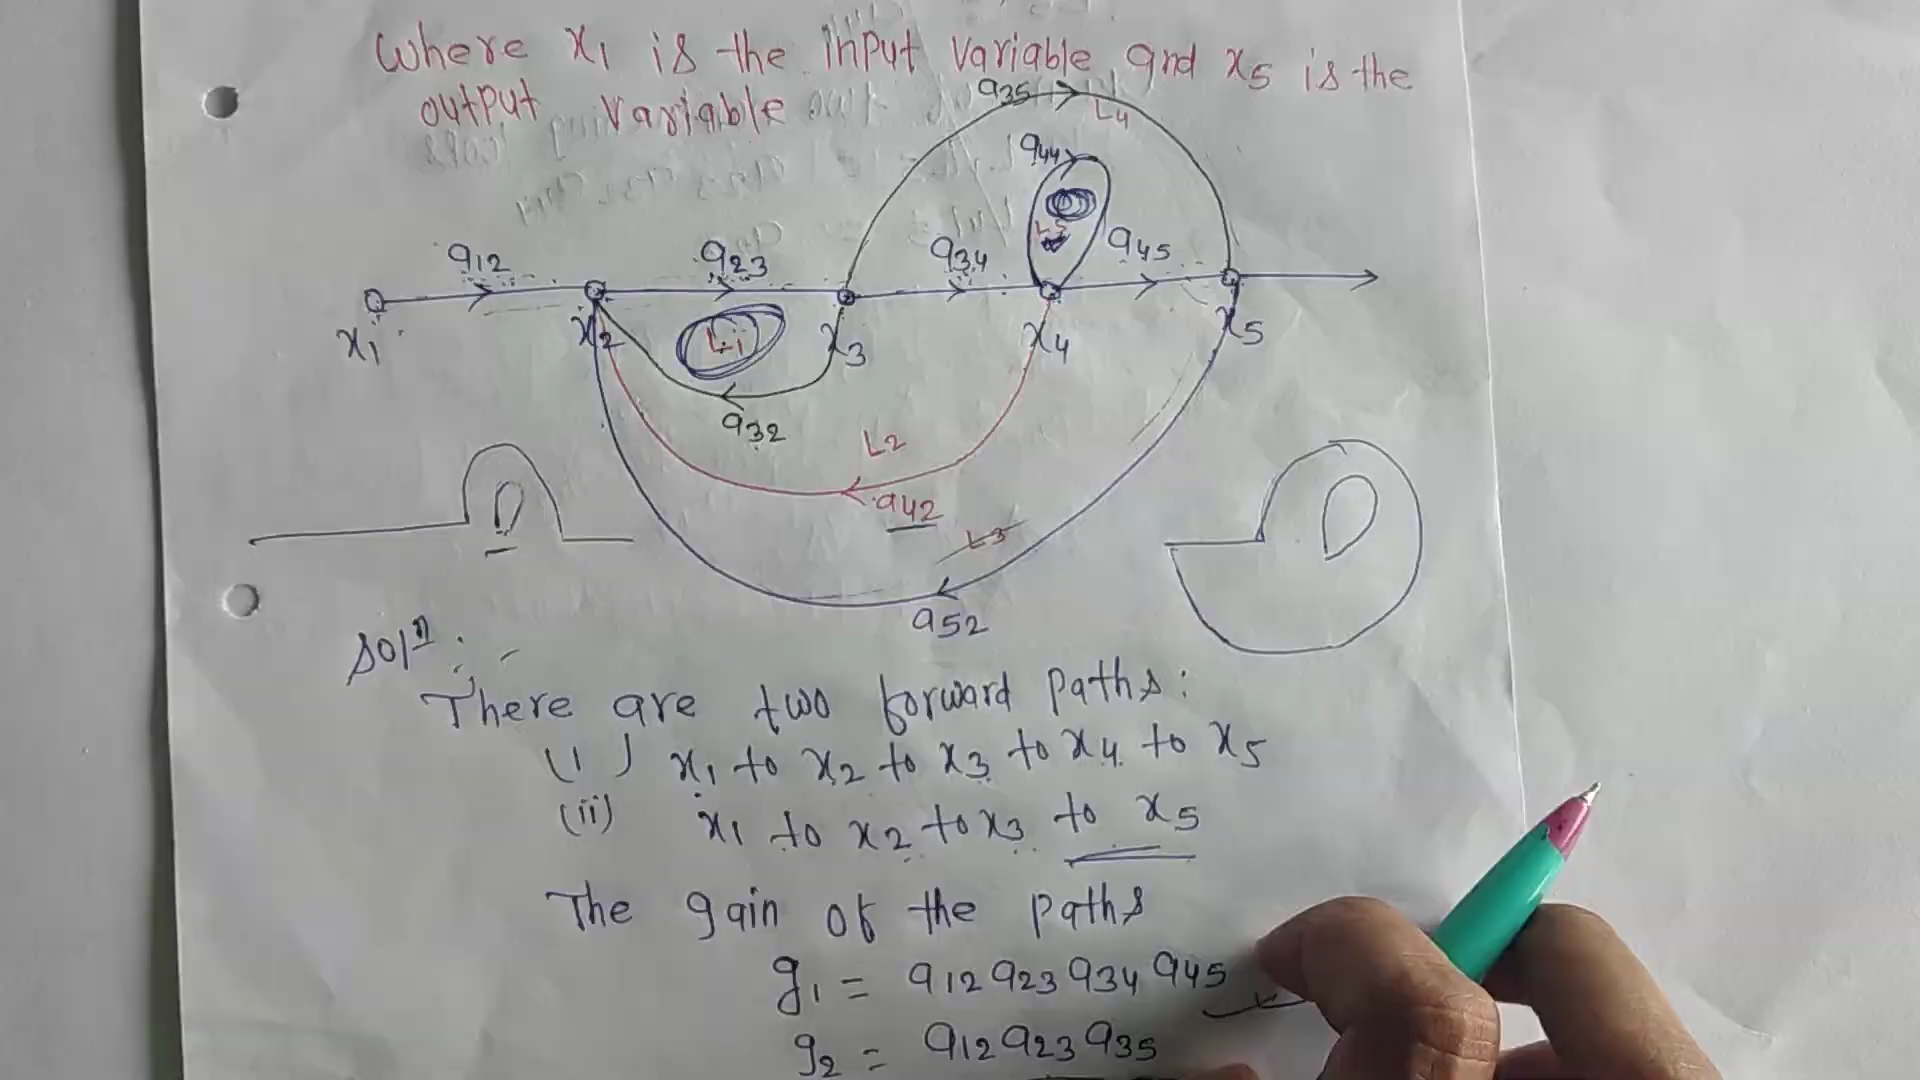 where x1 is the input variable and x5 is the
output variable
a35 L4
a44
L5
a12 a23 a34 a45
x1 x2 L1 x3 x4 x5
a32
L2
a42
L3
a52
Soln :-
There are two forward paths:
(i) x1 to x2 to x3 to x4 to x5
(ii) x1 to x2 to x3 to x5
The gain of the paths
g1 = a12 a23 a34 a45
g2 = a12 a23 a35